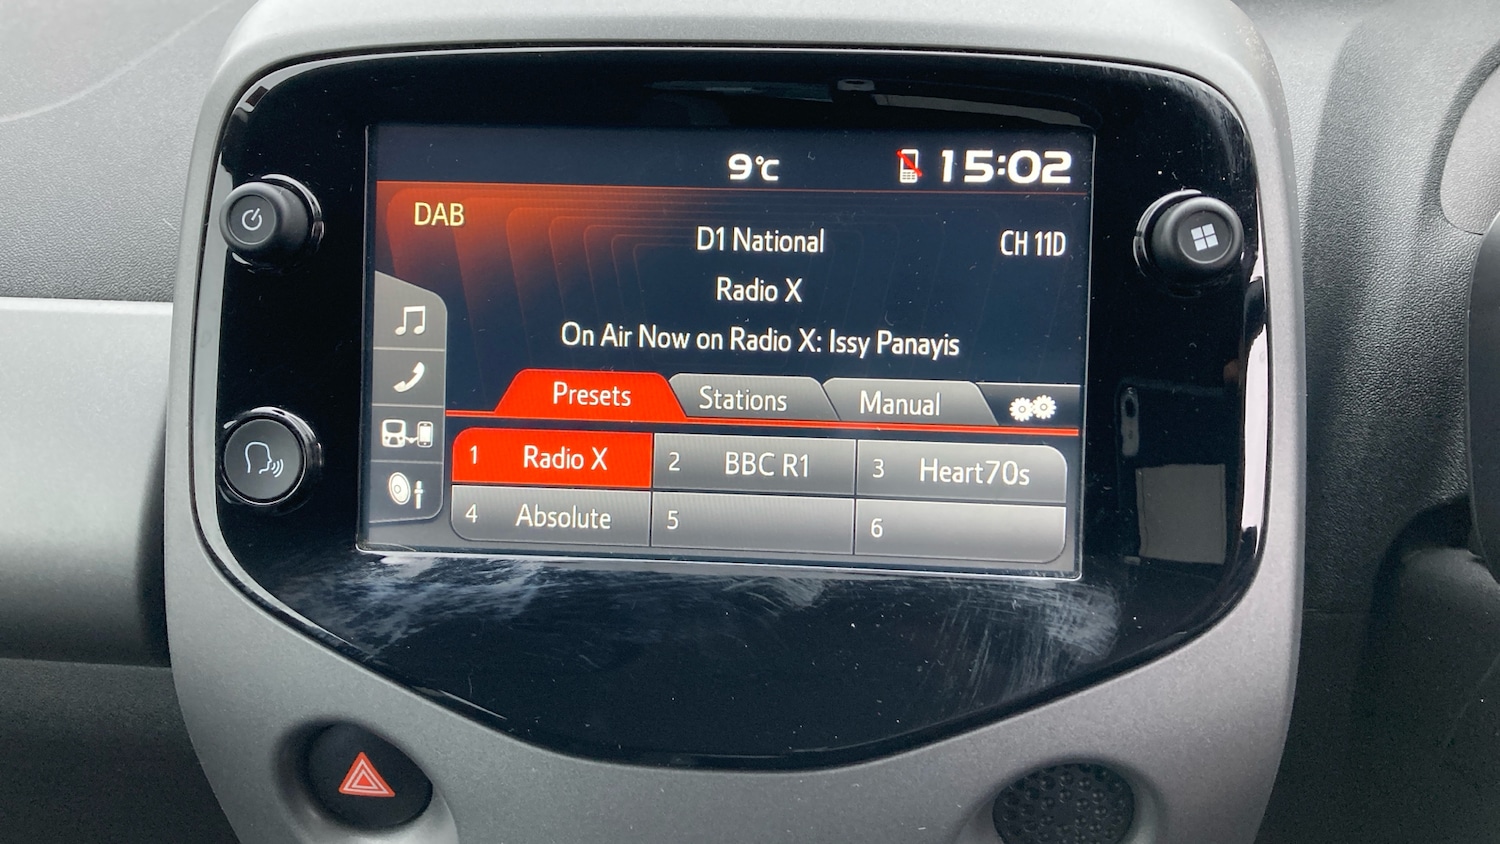 9°C 15:02
DAB
D1 National CH 11D
Radio X
On Air Now on Radio X: Issy Panayis
Presets Stations Manual
1 Radio X 2 BBC R1 3 Heart70s
4 Absolute 5 6